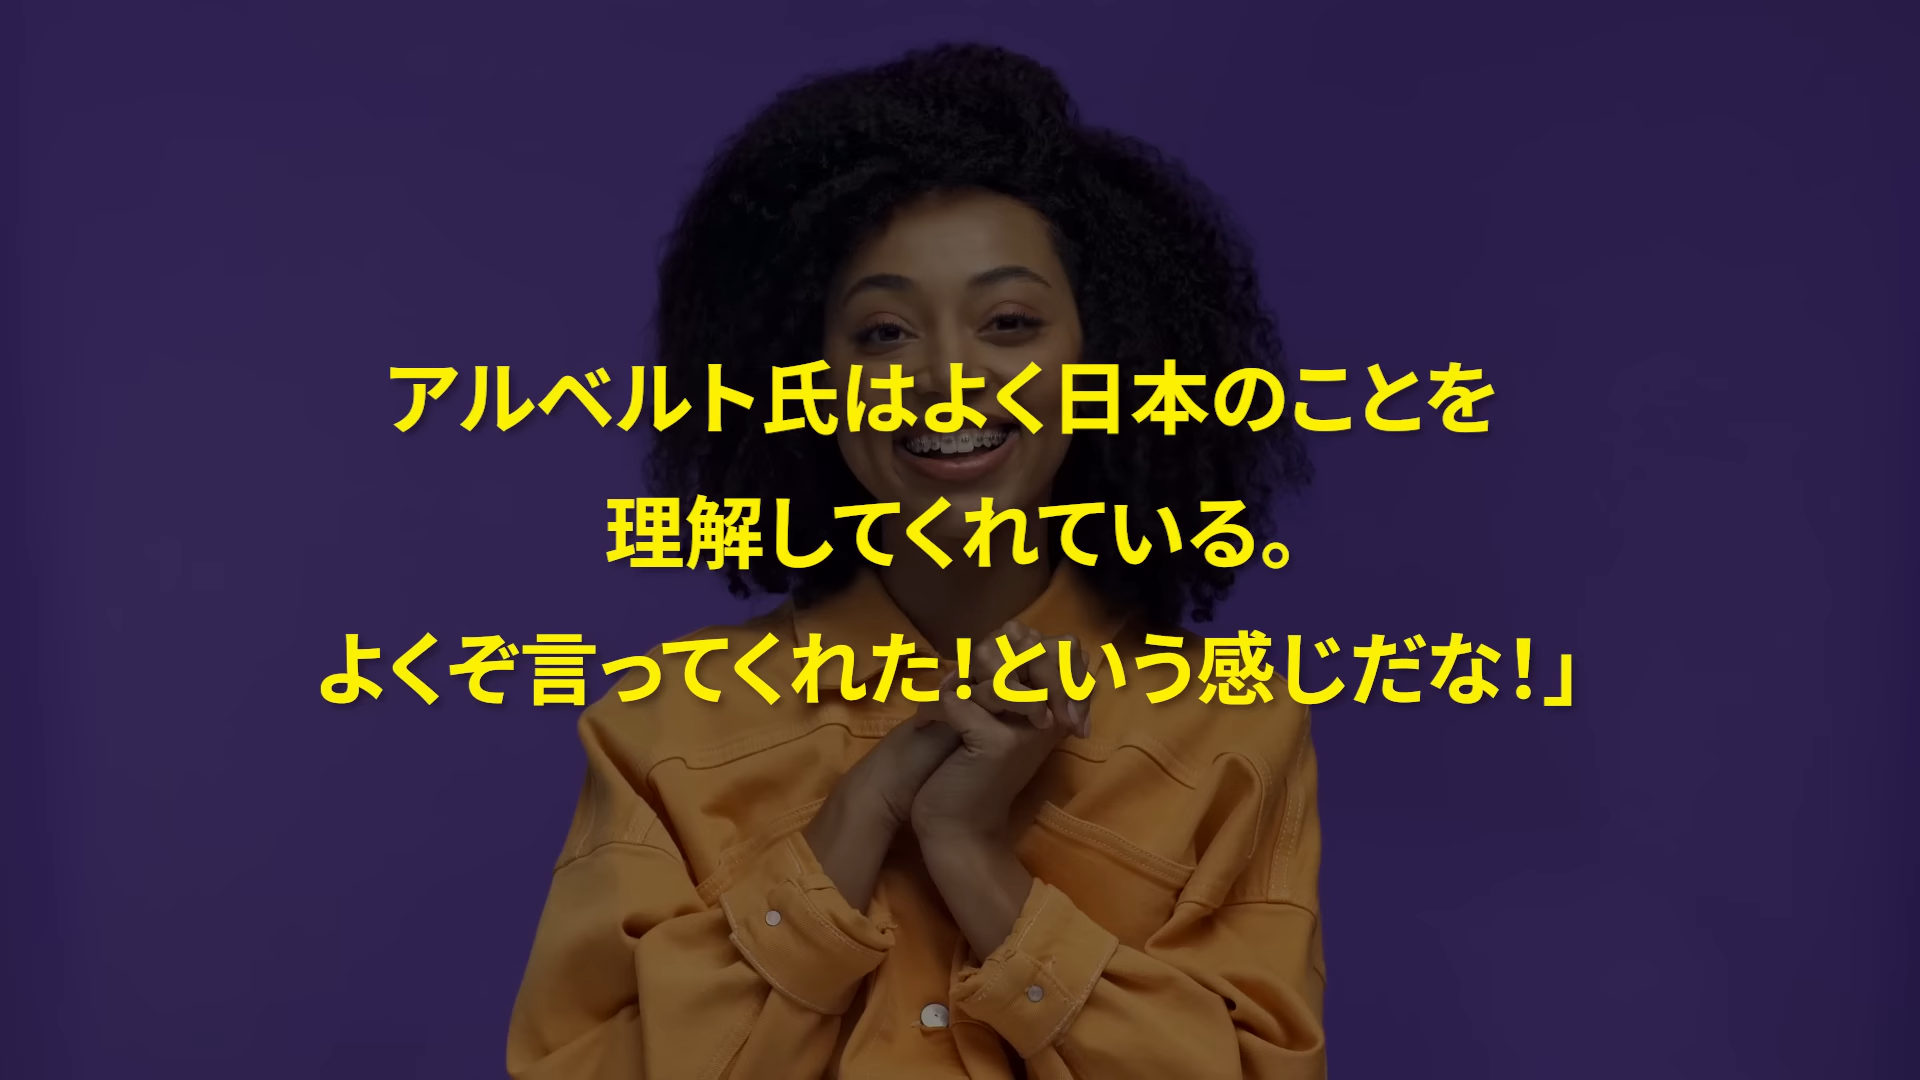 アルベルト氏はよく日本のことを
理解してくれている。
よくぞ言ってくれた！という感じだな！」